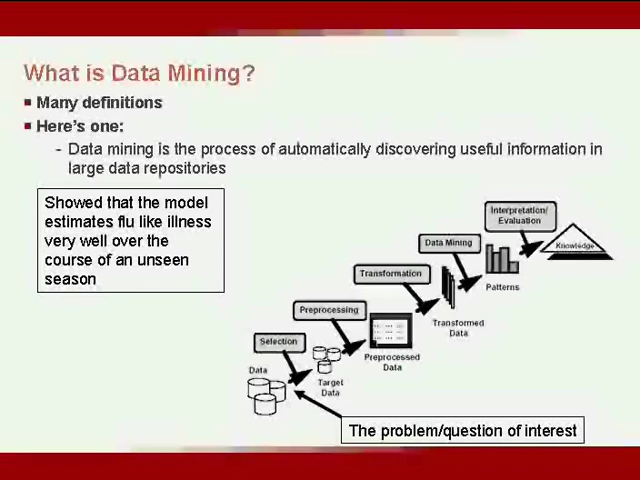 What is Data Mining?
Many definitions
Here's one:
- Data mining is the process of automatically discovering useful information in
large data repositories
Showed that the model
estimates flu like illness
very well over the
course of an unseen
season
Interpretation/
Evaluation
Knowledge
Data Mining
Patterns
Transformation
Transformed
Data
Preprocessing
Preprocessed
Data
Selection
Target
Data
Data
The problem/question of interest